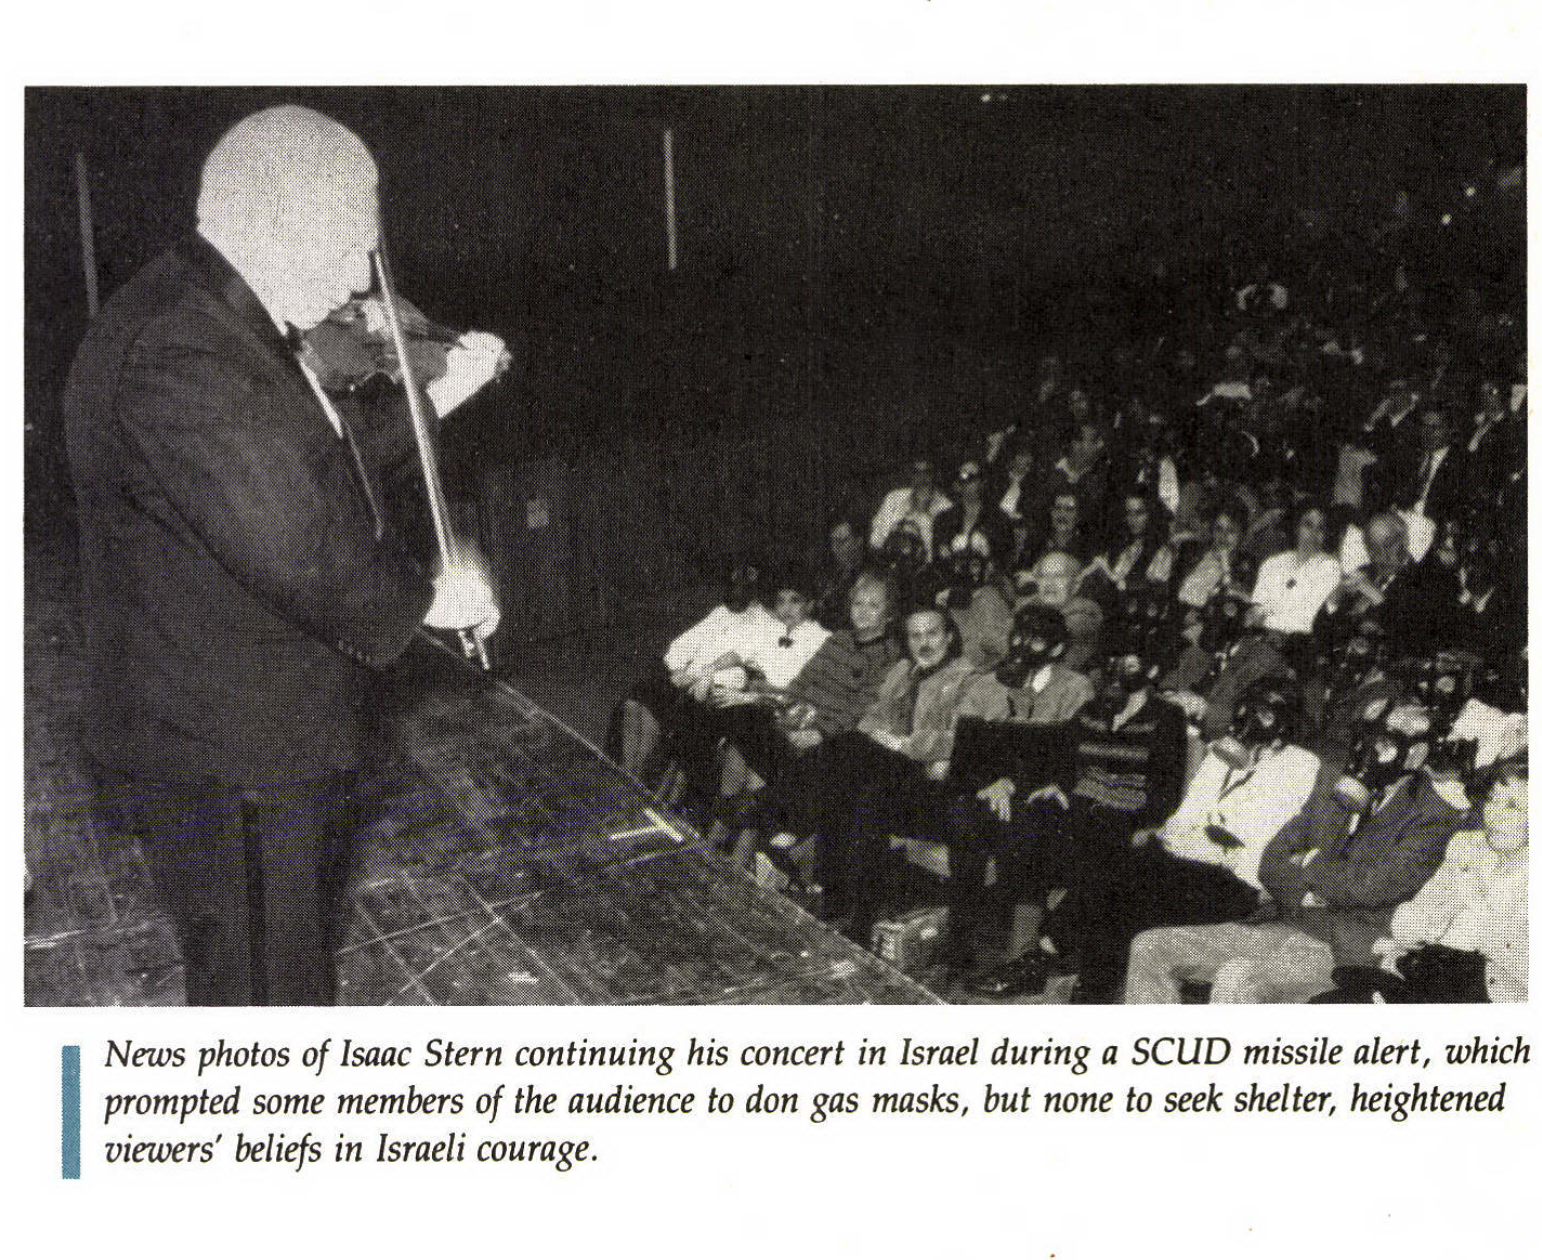 News photos of Isaac Stern continuing his concert in Israel during a SCUD missile alert, which
prompted some members of the audience to don gas masks, but none to seek shelter, heightened
viewers' beliefs in Israeli courage.